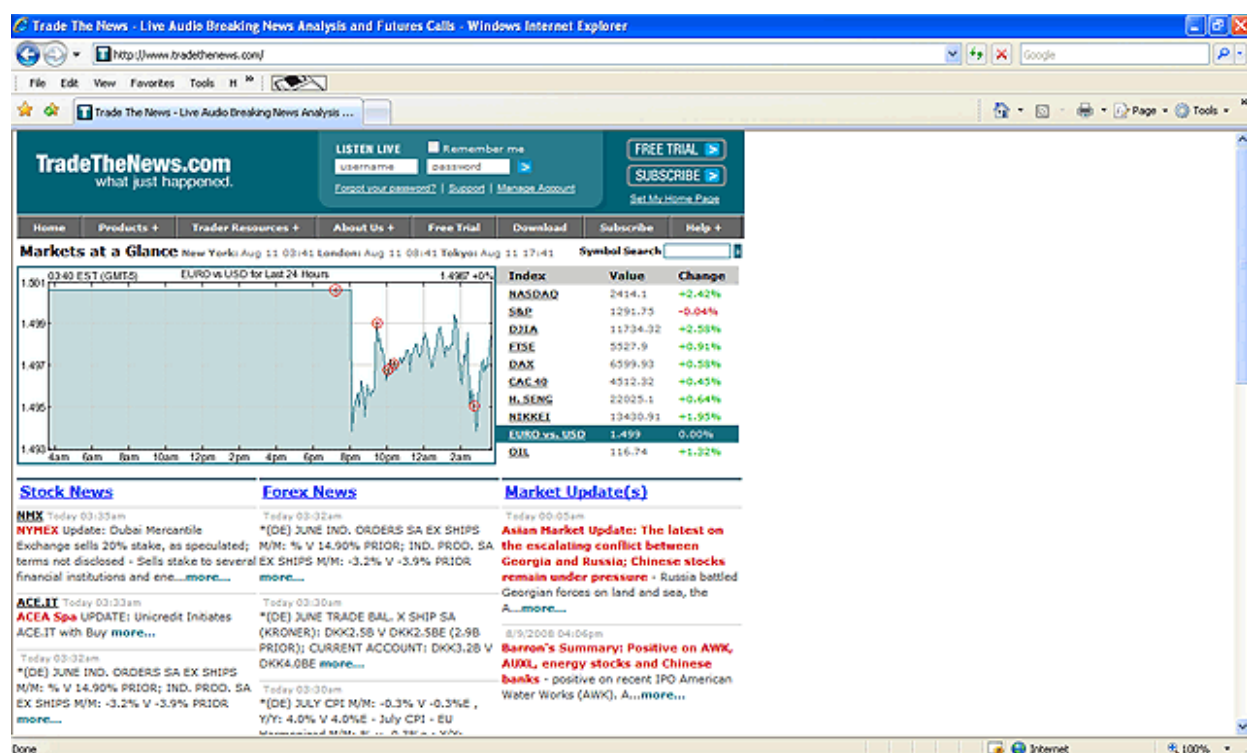 Trade The News - Live Audio Breaking News Analysis and Futures Calls - Windows Internet Explorer
http://www.tradethenews.com/
Google
File Edit View Favorites Tools H »
Trade The News - Live Audio Breaking News Analysis ...
Page Tools
TradeTheNews.com
what just happened.
LISTEN LIVE Remember me
username password
Forgot your password? | Support | Manage Account
FREE TRIAL
SUBSCRIBE
Set My Home Page
Home Products + Trader Resources + About Us + Free Trial Download Subscribe Help +
Markets at a Glance New York: Aug 11 03:41 London: Aug 11 08:41 Tokyo: Aug 11 17:41 Symbol Search
03:40 EST (GMT-5) EURO vs USD for Last 24 Hours 1.4987 +0%
1.501
1.499
1.497
1.495
1.493
4am 6am 8am 10am 12pm 2pm 4pm 6pm 8pm 10pm 12am 2am
Index Value Change
NASDAQ 2414.1 +2.42%
S&P 1291.75 -0.04%
DJIA 11734.32 +2.58%
FTSE 5527.9 +0.91%
DAX 6599.93 +0.58%
CAC 40 4512.32 +0.45%
H. SENG 22025.1 +0.64%
NIKKEI 13430.91 +1.95%
EURO vs. USD 1.499 0.00%
OIL 116.74 +1.32%
Stock News
NMX Today 03:35am
NYMEX Update: Dubai Mercantile
Exchange sells 20% stake, as speculated;
terms not disclosed - Sells stake to several
financial institutions and ene...more...
ACE.IT Today 03:33am
ACEA Spa UPDATE: Unicredit Initiates
ACE.IT with Buy more...
Today 03:32am
*(DE) JUNE IND. ORDERS SA EX SHIPS
M/M: % V 14.90% PRIOR; IND. PROD. SA
EX SHIPS M/M: -3.2% V -3.9% PRIOR
more...
Forex News
Today 03:32am
*(DE) JUNE IND. ORDERS SA EX SHIPS
M/M: % V 14.90% PRIOR; IND. PROD. SA
EX SHIPS M/M: -3.2% V -3.9% PRIOR
more...
Today 03:30am
*(DE) JUNE TRADE BAL. X SHIP SA
(KRONER): DKK2.5B V DKK2.5BE (2.9B
PRIOR); CURRENT ACCOUNT: DKK3.2B V
DKK4.0BE more...
Today 03:30am
*(DE) JULY CPI M/M: -0.3% V -0.3%E ,
Y/Y: 4.0% V 4.0%E - July CPI - EU
Market Update(s)
Today 00:05am
Asian Market Update: The latest on
the escalating conflict between
Georgia and Russia; Chinese stocks
remain under pressure - Russia battled
Georgian forces on land and sea, the
A...more...
8/9/2008 04:06pm
Barron's Summary: Positive on AWK,
AUXL, energy stocks and Chinese
banks - positive on recent IPO American
Water Works (AWK). A...more...
Done
Internet
100%